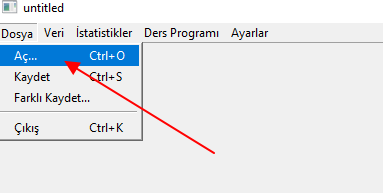 untitled
Dosya Veri İstatistikler Ders Programı Ayarlar
Aç... Ctrl+O
Kaydet Ctrl+S
Farklı Kaydet...
Çıkış Ctrl+K